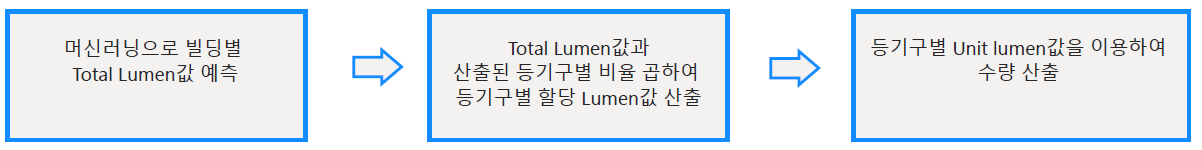 머신러닝으로 빌딩별
Total Lumen값 예측
Total Lumen값과
산출된 등기구별 비율 곱하여
등기구별 할당 Lumen값 산출
등기구별 Unit lumen값을 이용하여
수량 산출